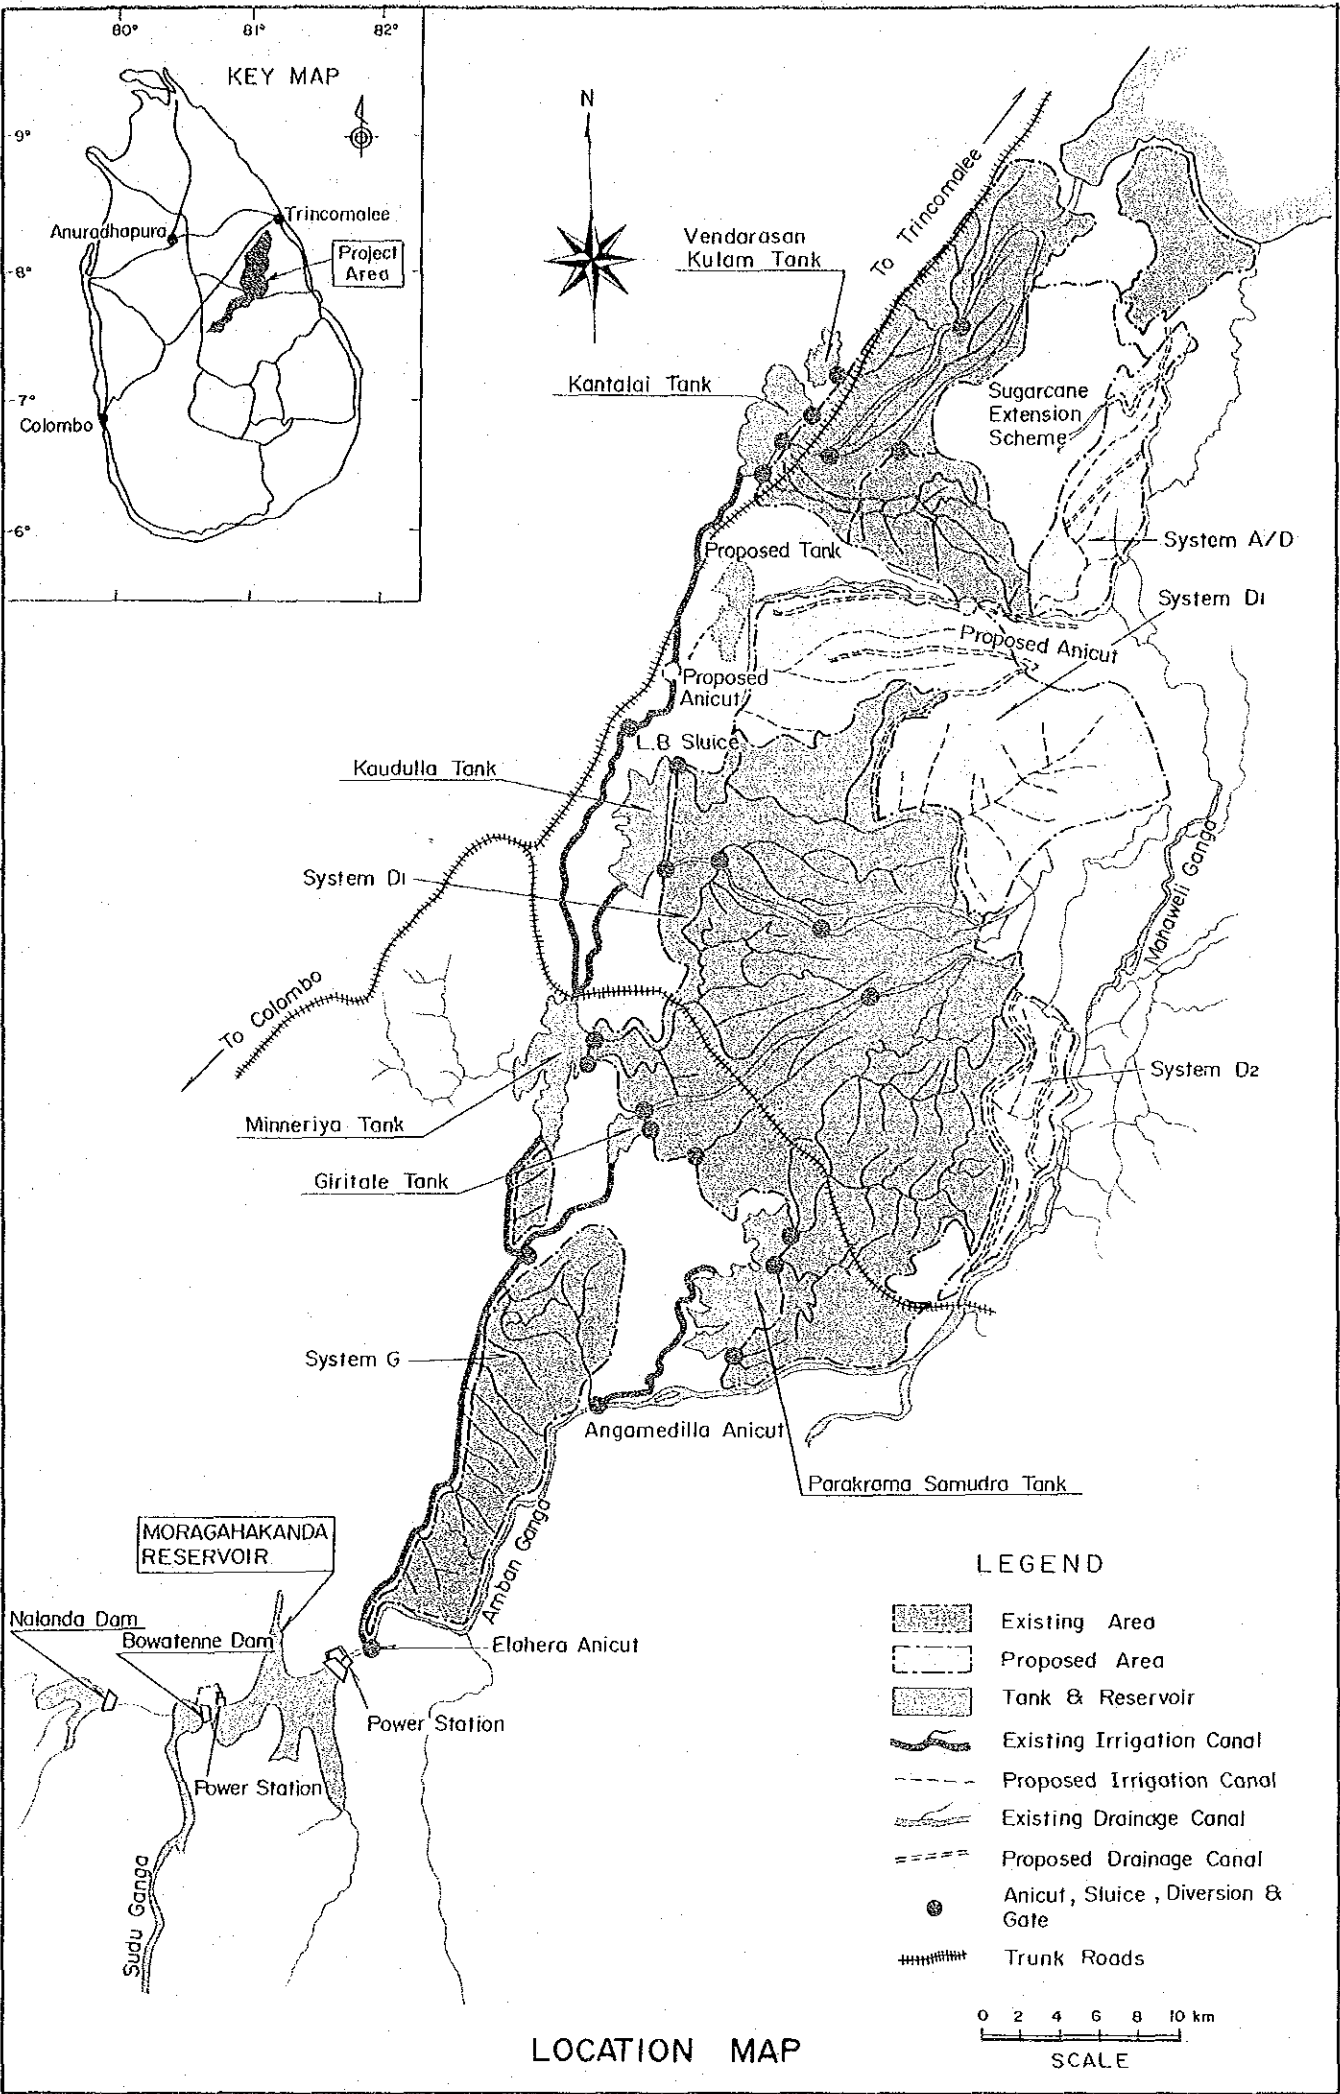 80° 81° 82°
KEY MAP
9°
8°
7°
6°
Anuradhapura
Trincomalee
Project
Area
Colombo
N
To Trincomalee
Vendarasan
Kulam Tank
Kantalai Tank
Sugarcane
Extension
Scheme
System A/D
Proposed Tank
System D1
Proposed Anicut
Proposed
Anicut
L.B Sluice
Kaudulla Tank
System D1
Mahaweli Ganga
To Colombo
System D2
Minneriya Tank
Giritale Tank
System G
Angamedilla Anicut
Parakrama Samudra Tank
Amban Ganga
MORAGAHAKANDA
RESERVOIR
Nalanda Dam
Bowatenne Dam
Elahera Anicut
Power Station
Power Station
Sudu Ganga
LEGEND
Existing Area
Proposed Area
Tank & Reservoir
Existing Irrigation Canal
Proposed Irrigation Canal
Existing Drainage Canal
Proposed Drainage Canal
Anicut, Sluice, Diversion &
Gate
Trunk Roads
0 2 4 6 8 10 km
SCALE
LOCATION MAP